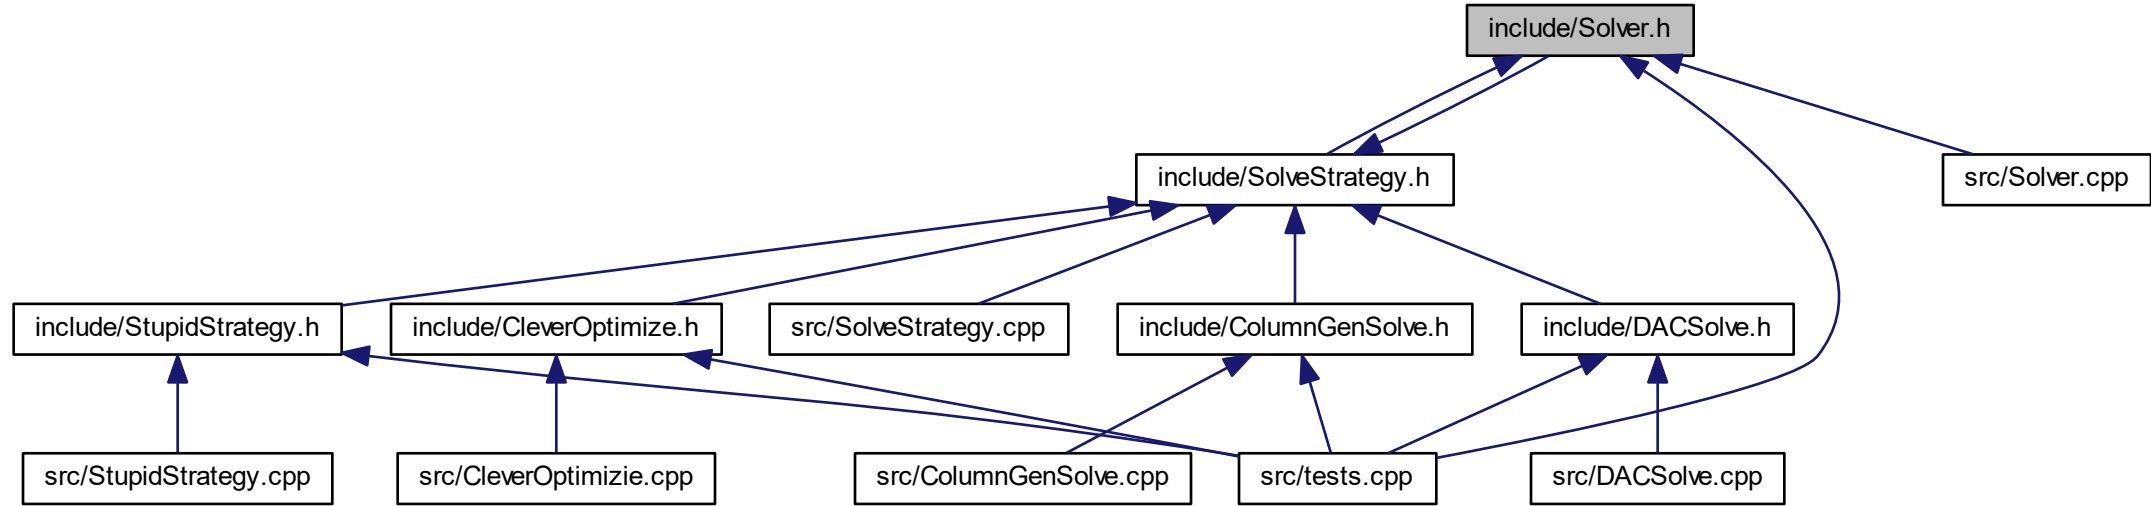 include/Solver.h
include/SolveStrategy.h
src/Solver.cpp
include/StupidStrategy.h
include/CleverOptimize.h
src/SolveStrategy.cpp
include/ColumnGenSolve.h
include/DACSolve.h
src/StupidStrategy.cpp
src/CleverOptimizie.cpp
src/ColumnGenSolve.cpp
src/tests.cpp
src/DACSolve.cpp